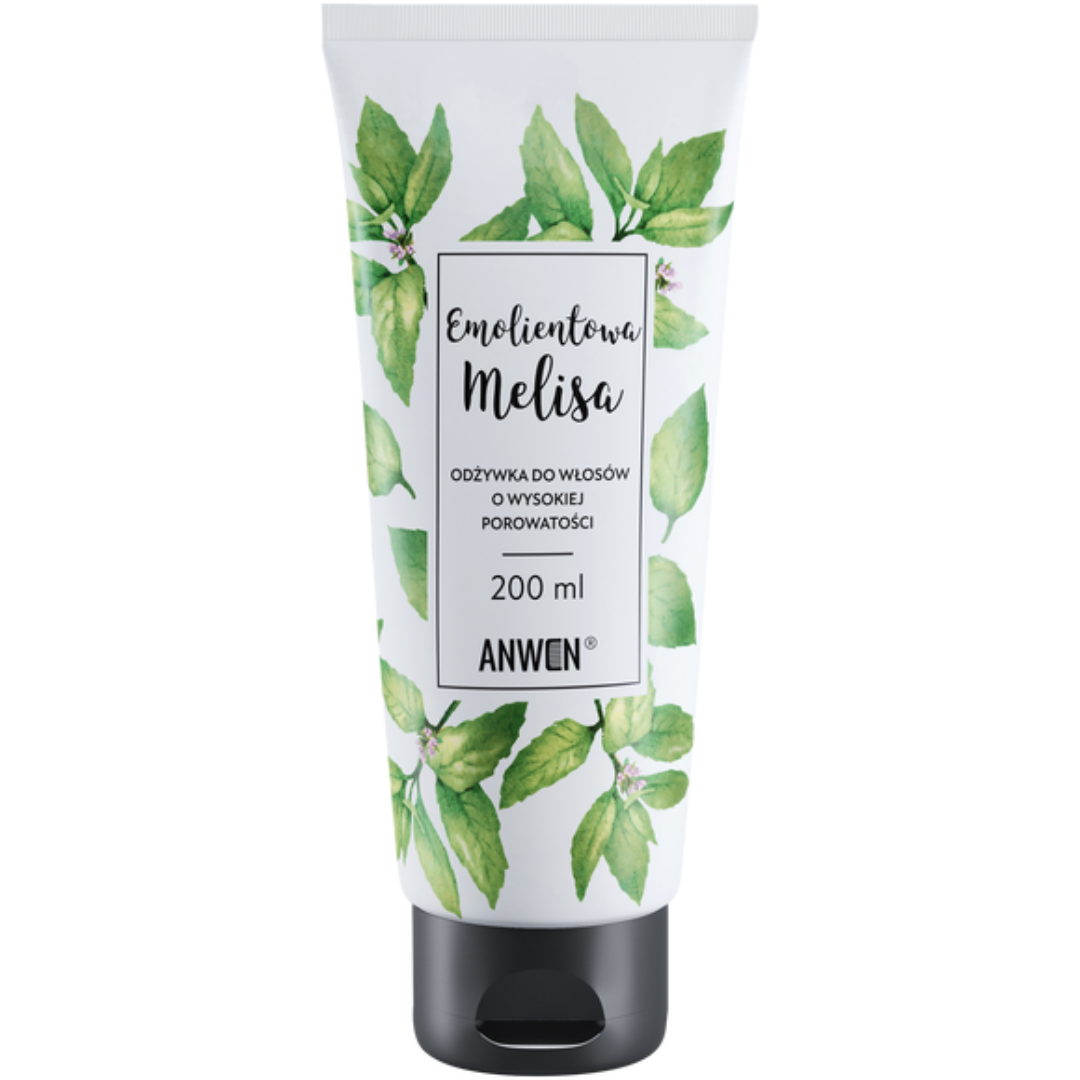 Emolientowa
Melisa
ODŻYWKA DO WŁOSÓW
O WYSOKIEJ
POROWATOŚCI
200 ml
ANWEN®